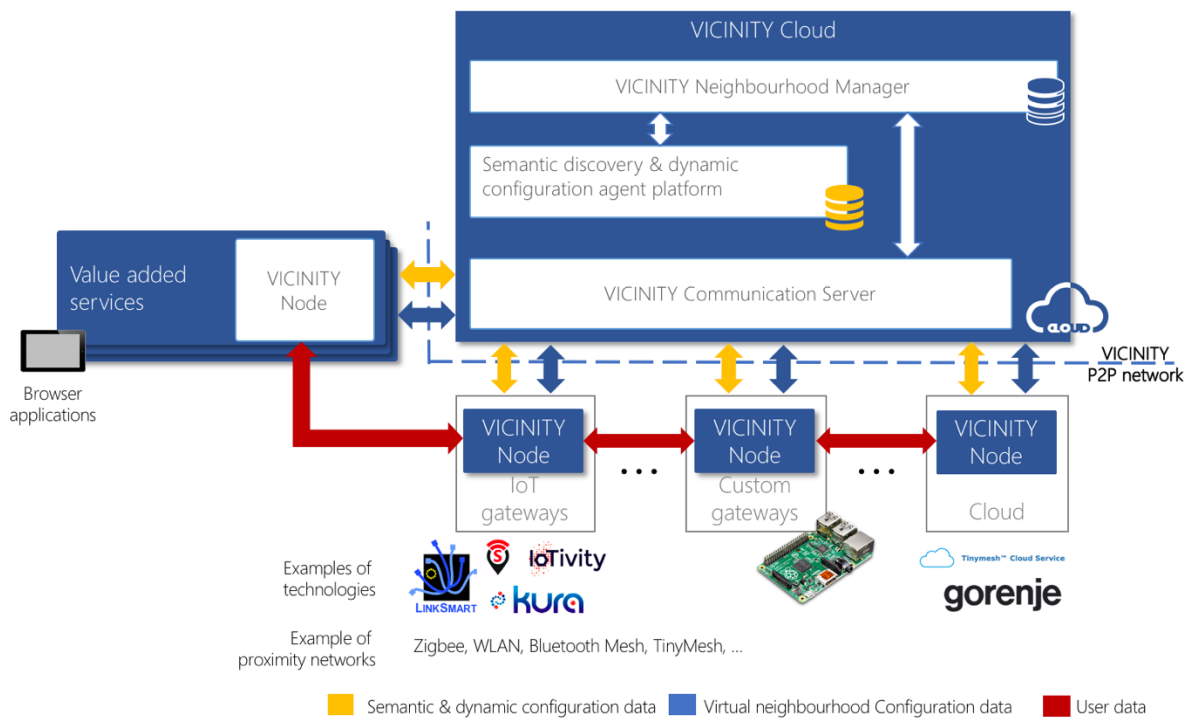 VICINITY Cloud
VICINITY Neighbourhood Manager
Semantic discovery & dynamic
configuration agent platform
Value added
services
VICINITY
Node
VICINITY Communication Server
CLOUD
VICINITY
P2P network
Browser
applications
VICINITY
Node
IoT
gateways
...
VICINITY
Node
Custom
gateways
...
VICINITY
Node
Cloud
Examples of
technologies
LINKSMART
S
IoTivity
kura
Tinymesh™ Cloud Service
gorenje
Example of
proximity networks
Zigbee, WLAN, Bluetooth Mesh, TinyMesh, ...
Semantic & dynamic configuration data
Virtual neighbourhood Configuration data
User data